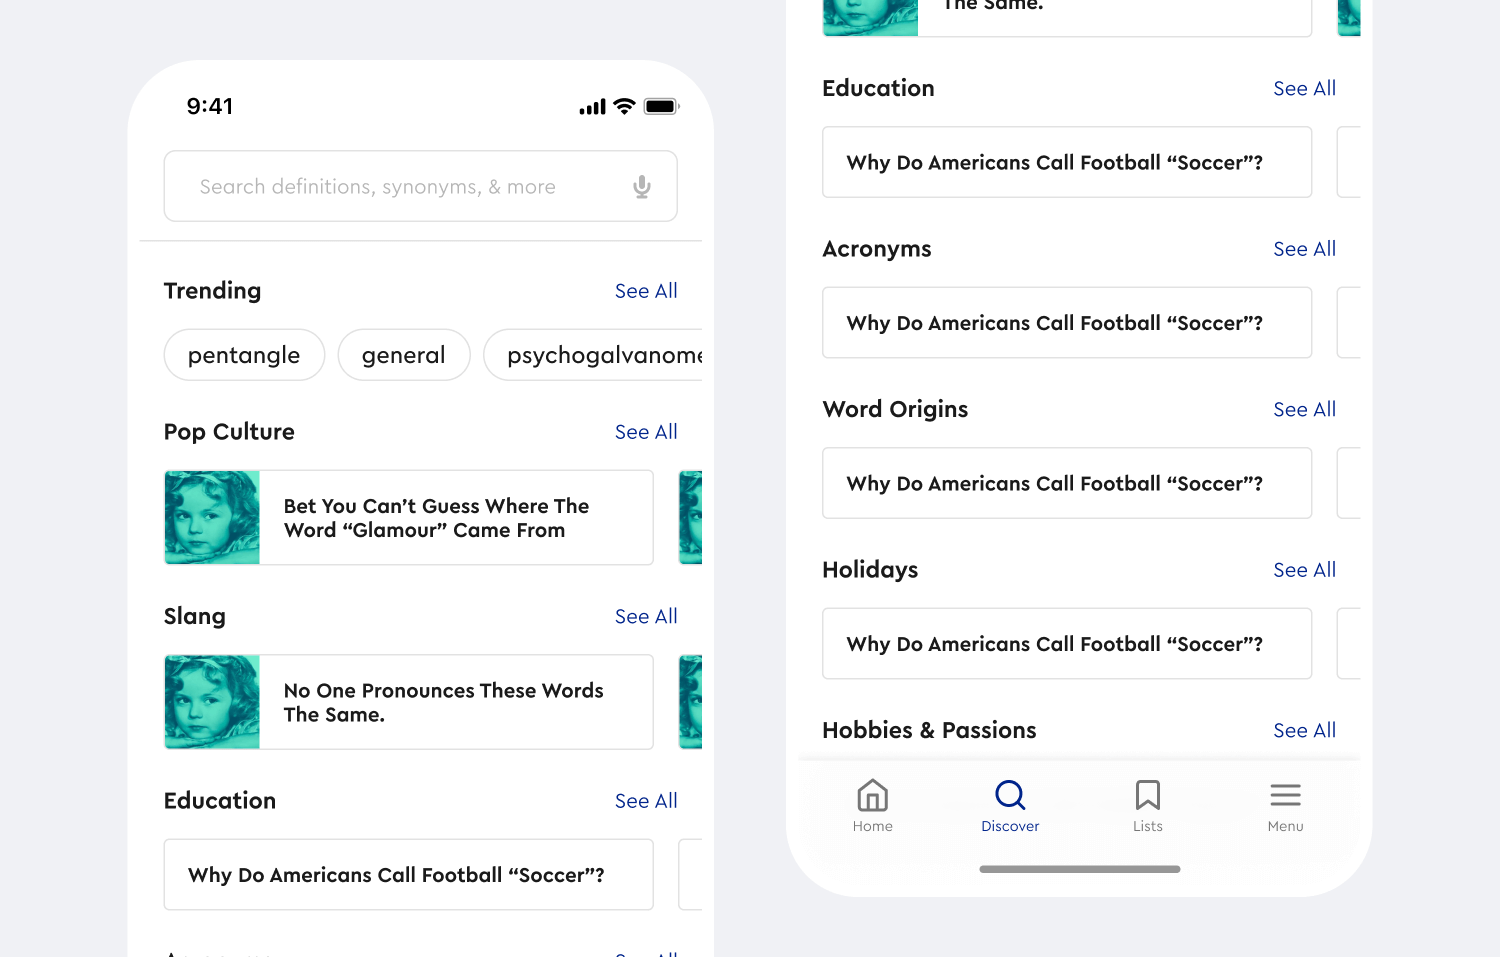 9:41
Search definitions, synonyms, & more
Trending
See All
pentangle
general
psychogalvanome
Pop Culture
See All
Bet You Can’t Guess Where The
Word “Glamour” Came From
Slang
See All
No One Pronounces These Words
The Same.
Education
See All
Why Do Americans Call Football “Soccer”?
The Same.
Education
See All
Why Do Americans Call Football “Soccer”?
Acronyms
See All
Why Do Americans Call Football “Soccer”?
Word Origins
See All
Why Do Americans Call Football “Soccer”?
Holidays
See All
Why Do Americans Call Football “Soccer”?
Hobbies & Passions
See All
Home
Discover
Lists
Menu